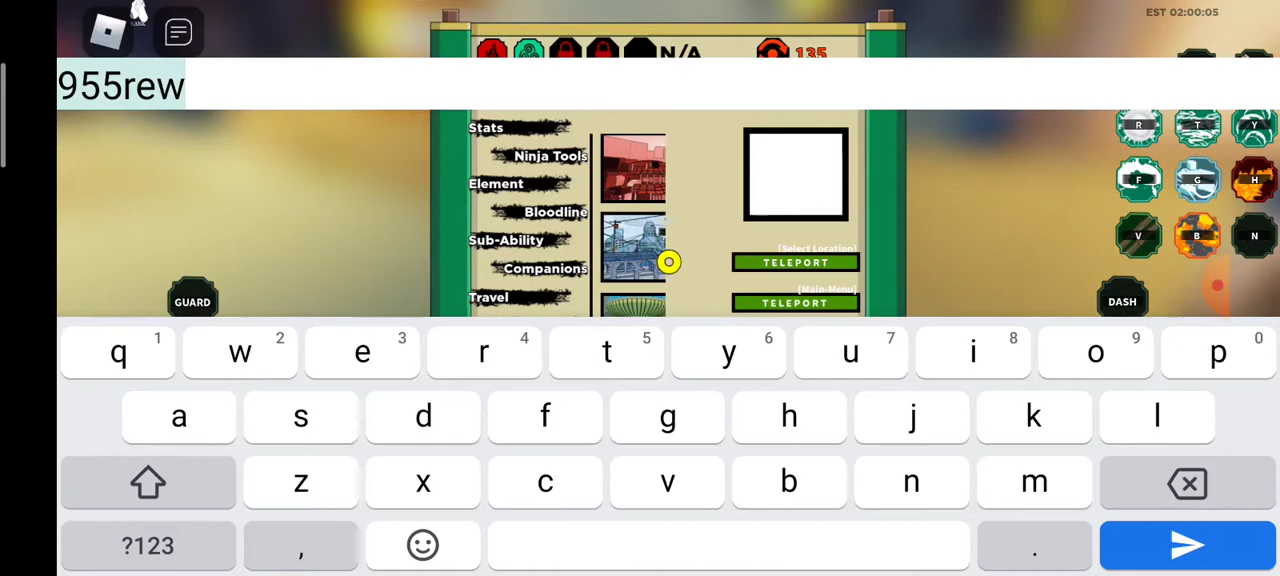 EST 02:00:05
N/A
135
955rew
Stats
Ninja Tools
Element
Bloodline
Sub-Ability
Companions
Travel
[Select Location]
TELEPORT
[Main Menu]
TELEPORT
R T Y
F G H
V B N
GUARD
DASH
q 1 w 2 e 3 r 4 t 5 y 6 u 7 i 8 o 9 p 0
a s d f g h j k l
z x c v b n m
?123 , .